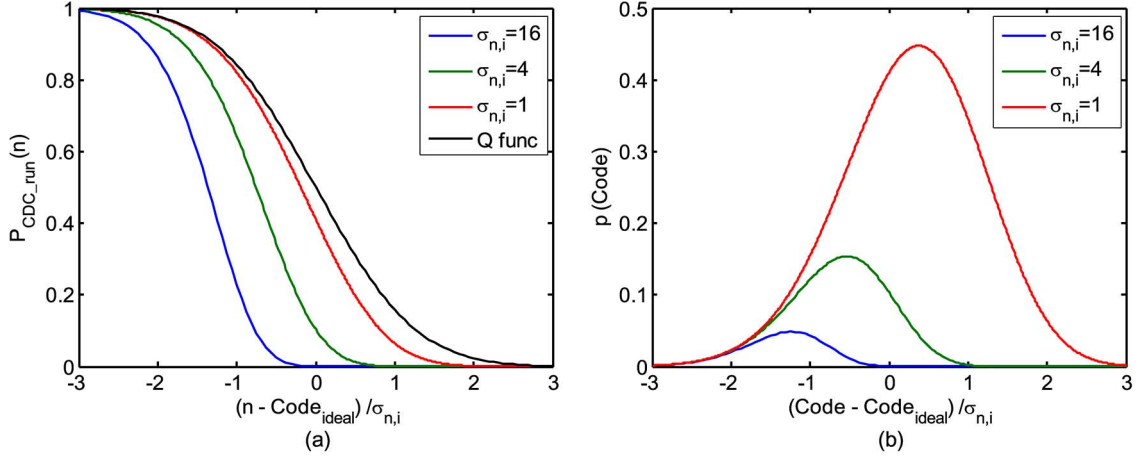 1
0.8
0.6
0.4
0.2
0
P_CDC_run(n)
σ_n,i=16
σ_n,i=4
σ_n,i=1
Q func
-3 -2 -1 0 1 2 3
(n - Code_ideal) /σ_n,i
(a)
0.5
0.4
0.3
0.2
0.1
0
p (Code)
σ_n,i=16
σ_n,i=4
σ_n,i=1
-3 -2 -1 0 1 2 3
(Code - Code_ideal) /σ_n,i
(b)